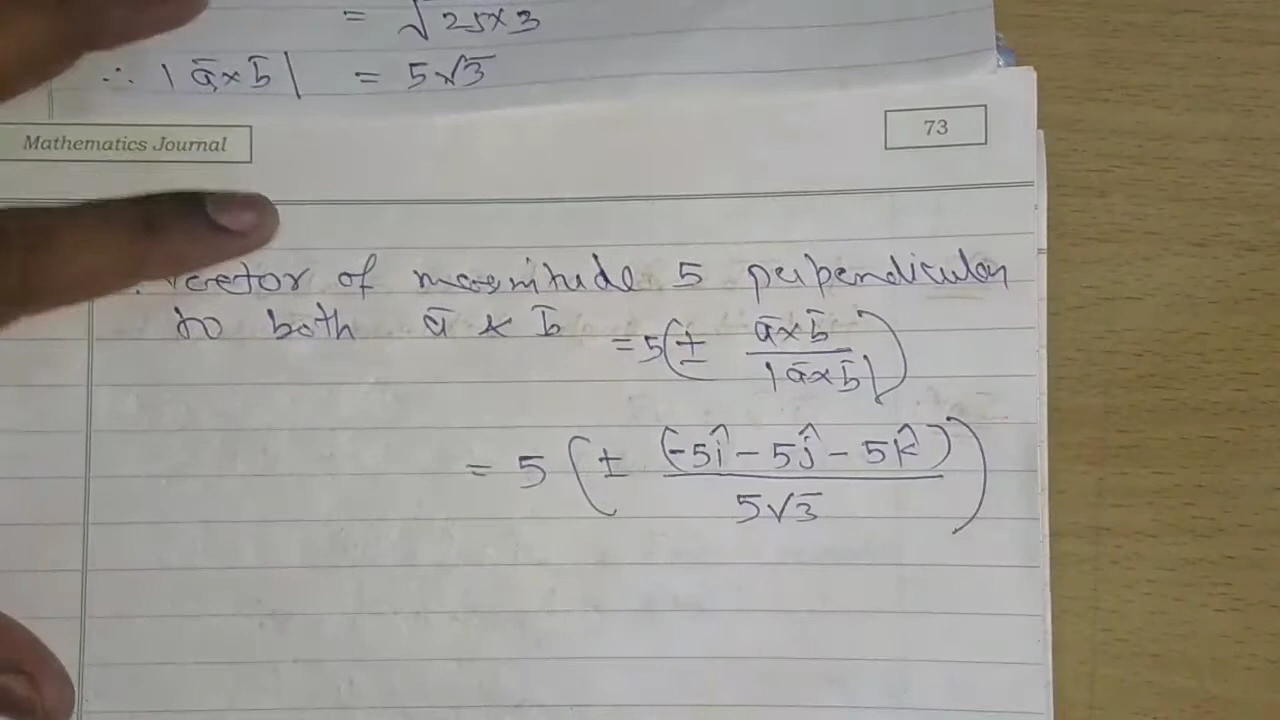 = √25×3
∴ |a̅×b̅| = 5√3
Mathematics Journal
73
vector of magnitude 5 perpendicular
to both a̅ & b̅ = 5(± a̅×b̅ / |a̅×b̅|)
= 5 (± (-5î - 5ĵ - 5k̂) / 5√3)